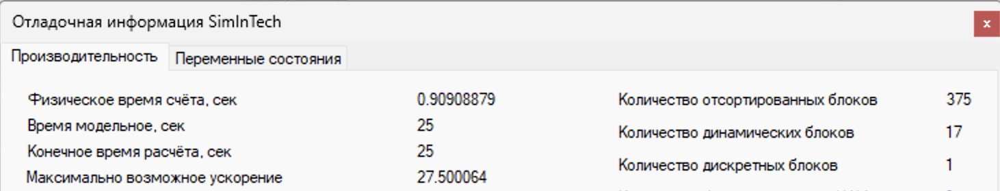 Отладочная информация SimInTech
x
Производительность Переменные состояния
Физическое время счёта, сек 0.90908879 Количество отсортированных блоков 375
Время модельное, сек 25
Количество динамических блоков 17
Конечное время расчёта, сек 25
Количество дискретных блоков 1
Максимально возможное ускорение 27.500064